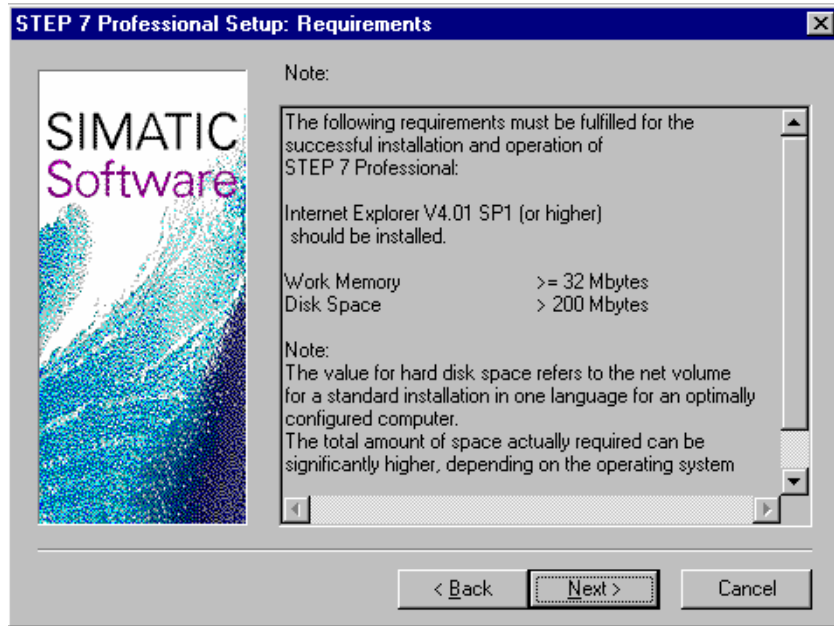 STEP 7 Professional Setup: Requirements
SIMATIC
Software
Note:
The following requirements must be fulfilled for the
successful installation and operation of
STEP 7 Professional:
Internet Explorer V4.01 SP1 (or higher)
should be installed.
Work Memory >= 32 Mbytes
Disk Space > 200 Mbytes
Note:
The value for hard disk space refers to the net volume
for a standard installation in one language for an optimally
configured computer.
The total amount of space actually required can be
significantly higher, depending on the operating system
< Back Next > Cancel